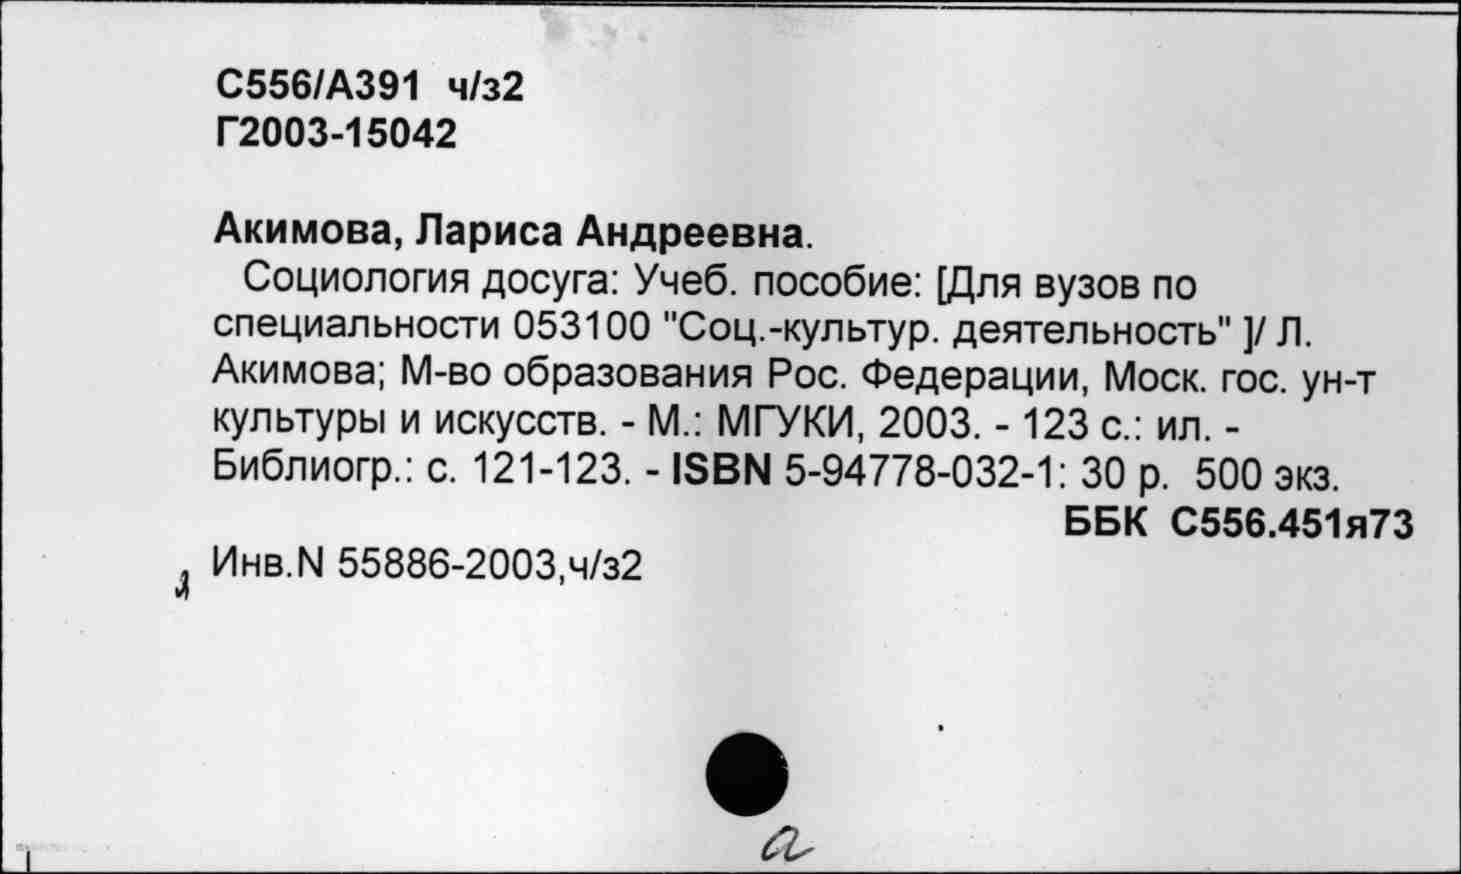 С556/А391 ч/з2
Г2003-15042
Акимова, Лариса Андреевна.
Социология досуга: Учеб. пособие: [Для вузов по
специальности 053100 "Соц.-культур. деятельность" ]/ Л.
Акимова; М-во образования Рос. Федерации, Моск. гос. ун-т
культуры и искусств. - М.: МГУКИ, 2003. - 123 с.: ил. -
Библиогр.: с. 121-123. - ISBN 5-94778-032-1: 30 р. 500 экз.
ББК С556.451я73
Инв.N 55886-2003,ч/з2
а